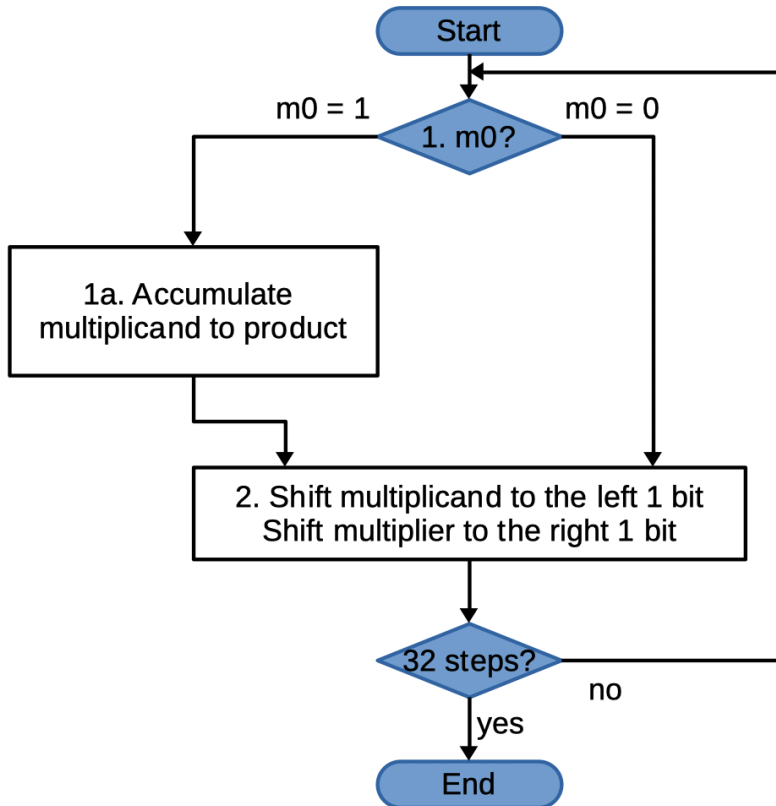 Start
m0 = 1
m0 = 0
1. m0?
1a. Accumulate
multiplicand to product
2. Shift multiplicand to the left 1 bit
Shift multiplier to the right 1 bit
32 steps?
no
yes
End